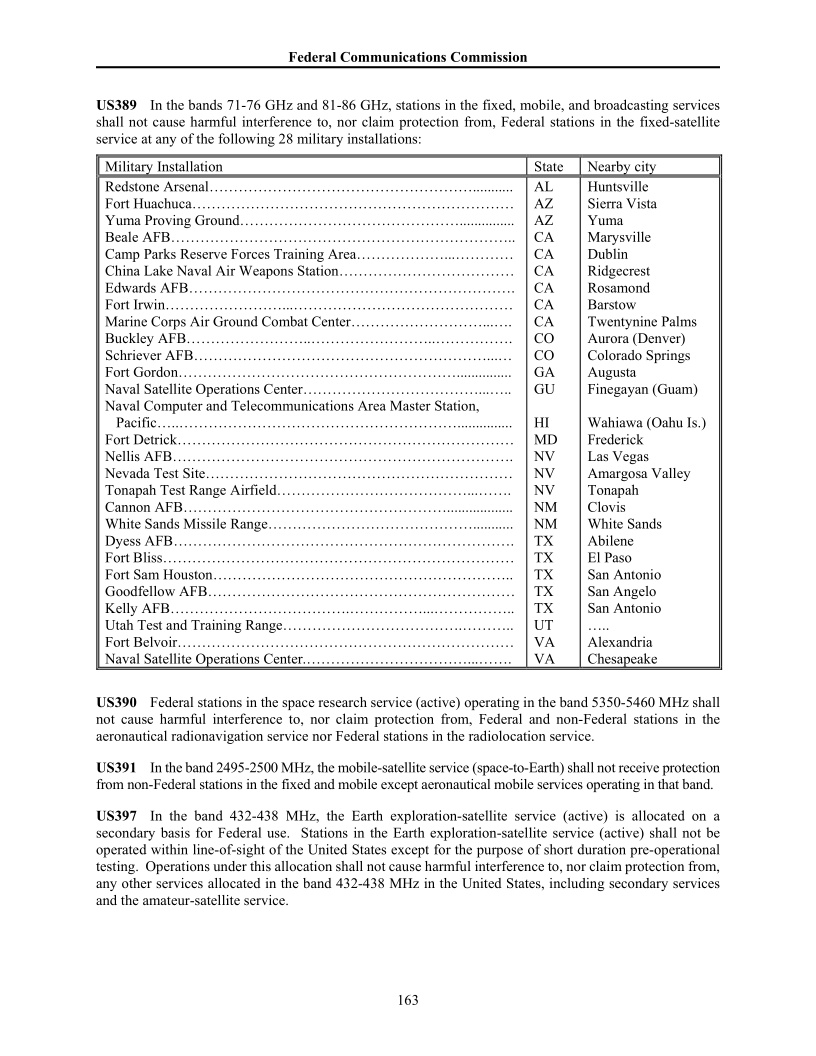 Federal Communications Commission
US389 In the bands 71-76 GHz and 81-86 GHz, stations in the fixed, mobile, and broadcasting services
shall not cause harmful interference to, nor claim protection from, Federal stations in the fixed-satellite
service at any of the following 28 military installations:
Military Installation State Nearby city
Redstone Arsenal…………………………………………….......... AL Huntsville
Fort Huachuca………………………………………………………… AZ Sierra Vista
Yuma Proving Ground……………………………………............... AZ Yuma
Beale AFB…………………………………………………………….. CA Marysville
Camp Parks Reserve Forces Training Area………………...………… CA Dublin
China Lake Naval Air Weapons Station……………………………… CA Ridgecrest
Edwards AFB…………………………………………………………. CA Rosamond
Fort Irwin……………………...……………………………………… CA Barstow
Marine Corps Air Ground Combat Center………………………...…. CA Twentynine Palms
Buckley AFB……………………..……………………..……………. CO Aurora (Denver)
Schriever AFB……………………………………………………...… CO Colorado Springs
Fort Gordon…………………………………………….............. GA Augusta
Naval Satellite Operations Center………………………………...….. GU Finegayan (Guam)
Naval Computer and Telecommunications Area Master Station,
Pacific…..………………………………………………............... HI Wahiawa (Oahu Is.)
Fort Detrick…………………………………………………………… MD Frederick
Nellis AFB……………………………………………………………. NV Las Vegas
Nevada Test Site……………………………………………………… NV Amargosa Valley
Tonapah Test Range Airfield…………………………………...……. NV Tonapah
Cannon AFB……………………………………………................... NM Clovis
White Sands Missile Range…………………………………….......... NM White Sands
Dyess AFB……………………………………………………………. TX Abilene
Fort Bliss……………………………………………………………… TX El Paso
Fort Sam Houston…………………………………………………….. TX San Antonio
Goodfellow AFB……………………………………………………… TX San Angelo
Kelly AFB……………………………….……………...…………….. TX San Antonio
Utah Test and Training Range……………………………….……….. UT …..
Fort Belvoir…………………………………………………………… VA Alexandria
Naval Satellite Operations Center.……………………………...……. VA Chesapeake
US390 Federal stations in the space research service (active) operating in the band 5350-5460 MHz shall
not cause harmful interference to, nor claim protection from, Federal and non-Federal stations in the
aeronautical radionavigation service nor Federal stations in the radiolocation service.
US391 In the band 2495-2500 MHz, the mobile-satellite service (space-to-Earth) shall not receive protection
from non-Federal stations in the fixed and mobile except aeronautical mobile services operating in that band.
US397 In the band 432-438 MHz, the Earth exploration-satellite service (active) is allocated on a
secondary basis for Federal use. Stations in the Earth exploration-satellite service (active) shall not be
operated within line-of-sight of the United States except for the purpose of short duration pre-operational
testing. Operations under this allocation shall not cause harmful interference to, nor claim protection from,
any other services allocated in the band 432-438 MHz in the United States, including secondary services
and the amateur-satellite service.
163